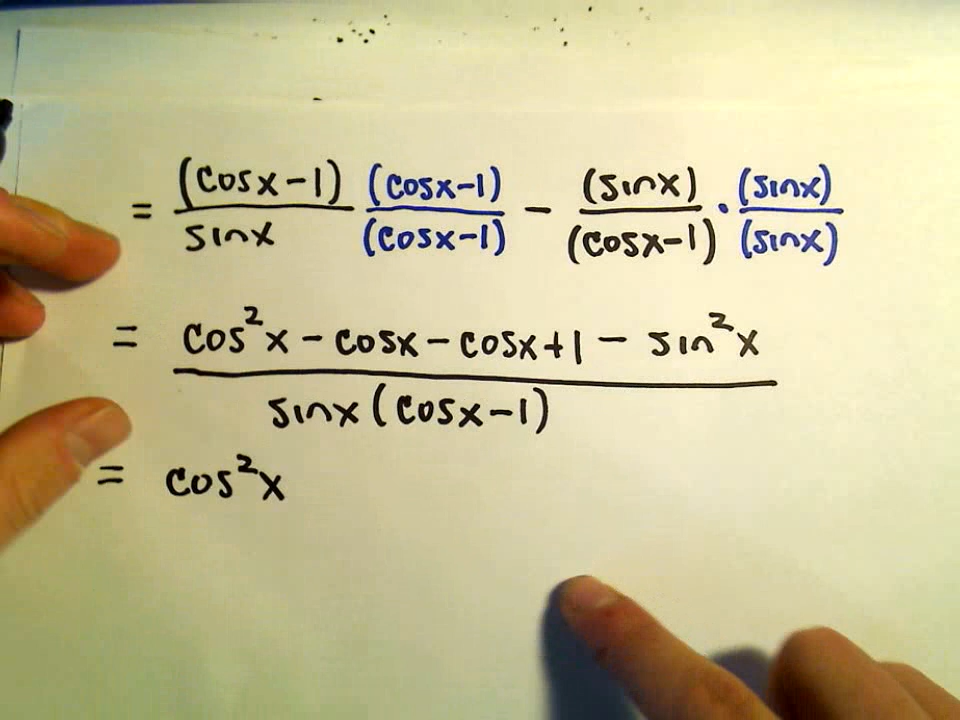 = (cosx-1)/sinx (cosx-1)/(cosx-1) - (sinx)/(cosx-1) · (sinx)/(sinx)
= (cos²x - cosx - cosx + 1 - sin²x)/(sinx(cosx-1))
= cos²x